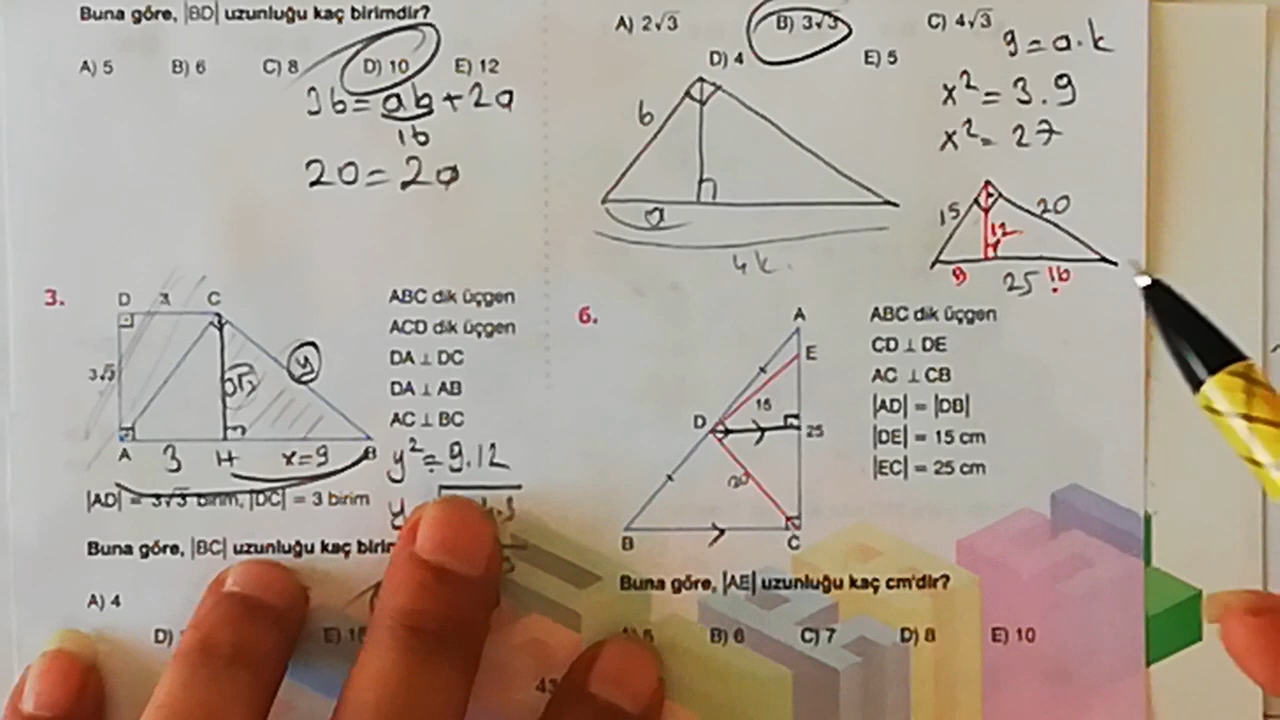 Buna göre, |BD| uzunluğu kaç birimdir?
A) 5 B) 6 C) 8 D) 10 E) 12
36 = ab + 2a
16
20 = 2a
A) 2√3 B) 3√3 C) 4√3
D) 4 E) 5
9 = a.k
x² = 3.9
x² = 27
b
a
4k
15 20
12
9 25 16
3.
D 3 C
3√3
y
A 3 H x=9 B
ABC dik üçgen
ACD dik üçgen
DA ⊥ DC
DA ⊥ AB
AC ⊥ BC
y² = 9.12
y
|AD| = 3√3 birim, |DC| = 3 birim
Buna göre, |BC| uzunluğu kaç
A) 4
D)
E)
6.
A
E
D 15
25
20
B C
ABC dik üçgen
CD ⊥ DE
AC ⊥ CB
|AD| = |DB|
|DE| = 15 cm
|EC| = 25 cm
Buna göre, |AE| uzunluğu kaç cm'dir?
A) 5 B) 6 C) 7 D) 8 E) 10
43